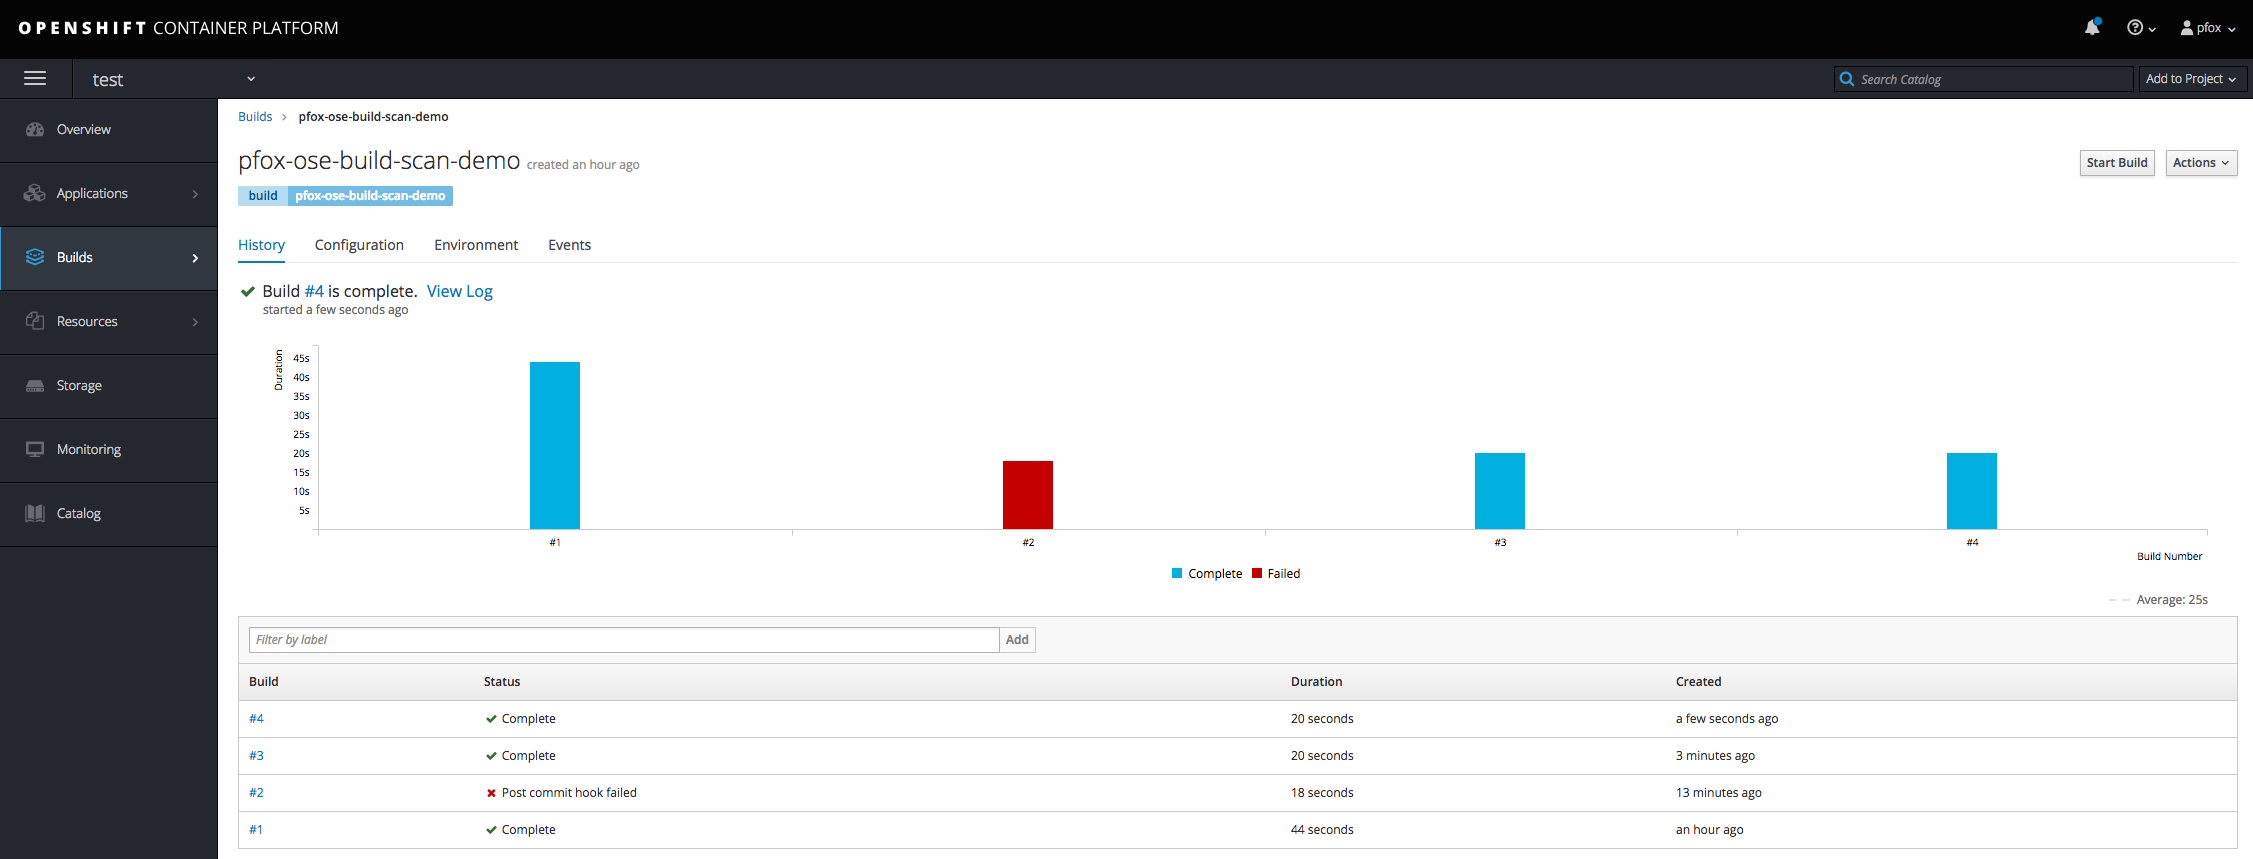 OPENSHIFT CONTAINER PLATFORM
pfox
test
Search Catalog
Add to Project
Overview
Applications
Builds
Resources
Storage
Monitoring
Catalog
Builds > pfox-ose-build-scan-demo
pfox-ose-build-scan-demo created an hour ago
Start Build
Actions
build pfox-ose-build-scan-demo
History Configuration Environment Events
Build #4 is complete. View Log
started a few seconds ago
Duration
45s
40s
35s
30s
25s
20s
15s
10s
5s
#1 #2 #3 #4
Build Number
Complete Failed
Average: 25s
Filter by label Add
Build Status Duration Created
#4 Complete 20 seconds a few seconds ago
#3 Complete 20 seconds 3 minutes ago
#2 Post commit hook failed 18 seconds 13 minutes ago
#1 Complete 44 seconds an hour ago